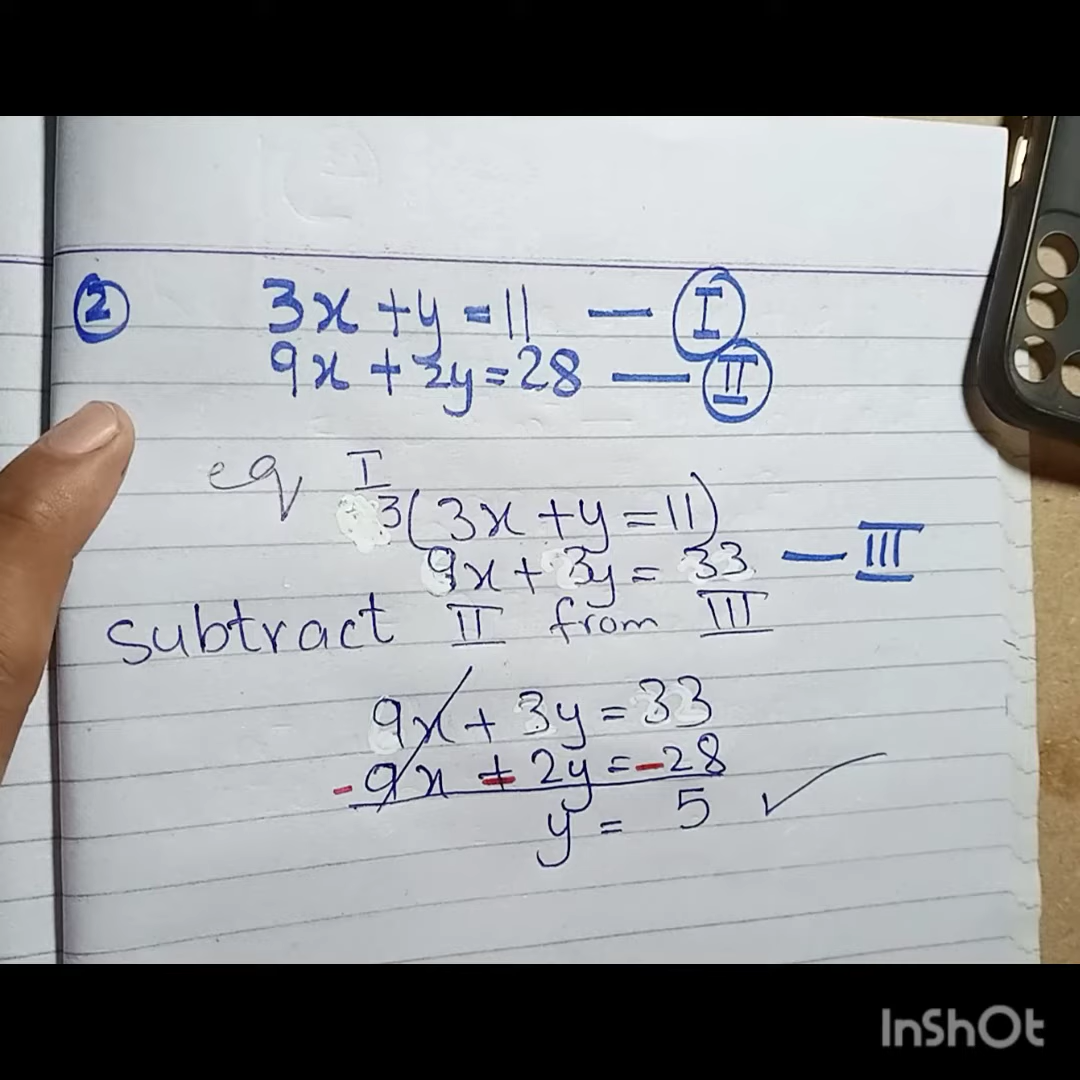 2 3x + y = 11 — I
9x + 2y = 28 — II
eq I
3(3x + y = 11)
9x + 3y = 33 — III
subtract II from III
9x + 3y = 33
- 9x + 2y = - 28
y = 5 ✓
InShOt